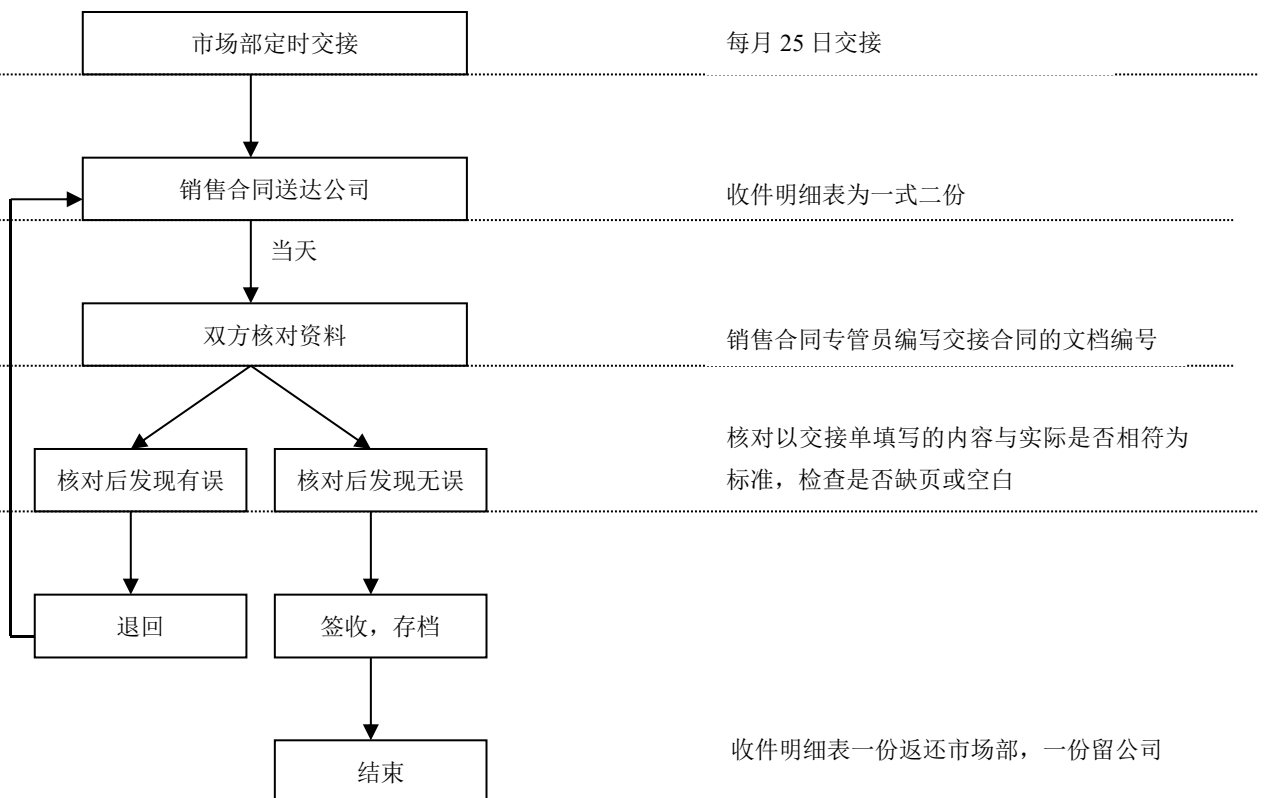 市场部定时交接
每月 25 日交接
销售合同送达公司
收件明细表为一式二份
当天
双方核对资料
销售合同专管员编写交接合同的文档编号
核对后发现有误
核对后发现无误
核对以交接单填写的内容与实际是否相符为
标准，检查是否缺页或空白
退回
签收，存档
结束
收件明细表一份返还市场部，一份留公司